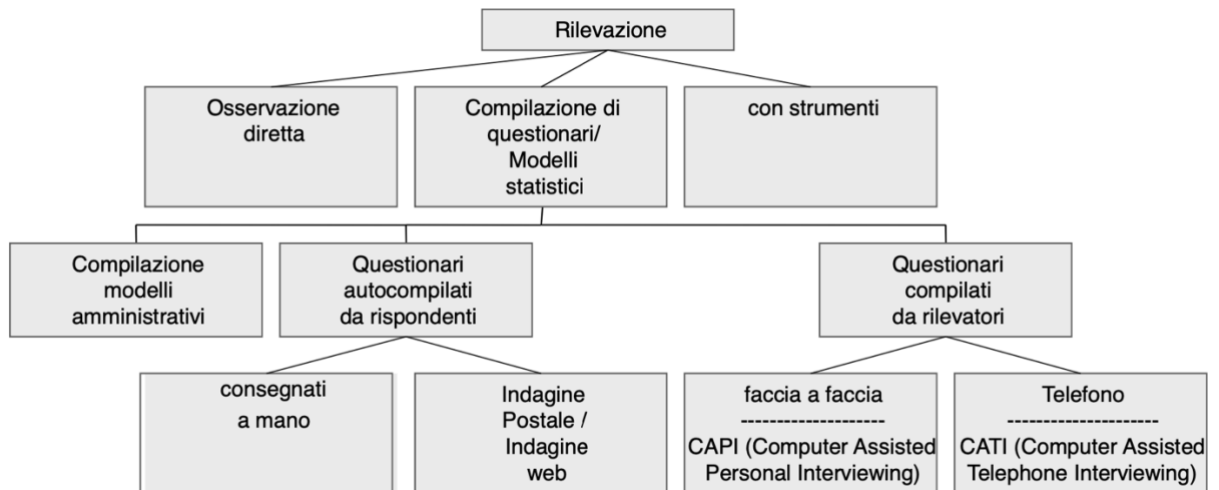 Rilevazione
Osservazione
diretta
Compilazione di
questionari/
Modelli
statistici
con strumenti
Compilazione
modelli
amministrativi
Questionari
autocompilati
da rispondenti
Questionari
compilati
da rilevatori
consegnati
a mano
Indagine
Postale /
Indagine
web
faccia a faccia
--------------------
CAPI (Computer Assisted
Personal Interviewing)
Telefono
---------------------
CATI (Computer Assisted
Telephone Interviewing)